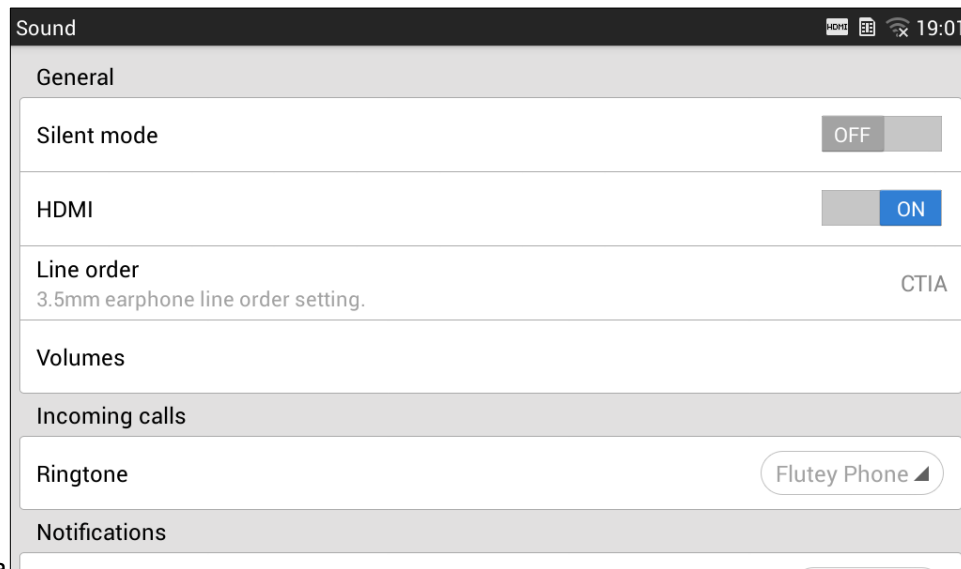 Sound HDMI 19:01
General
Silent mode OFF
HDMI ON
Line order
3.5mm earphone line order setting. CTIA
Volumes
Incoming calls
Ringtone Flutey Phone
Notifications